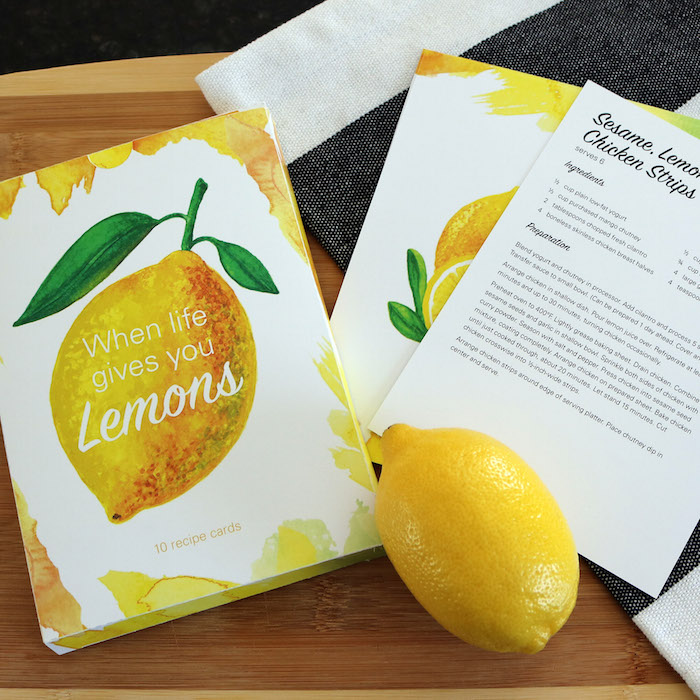 When life
gives you
Lemons
10 recipe cards
Sesame, Lemon
Chicken Strips
serves 6
Ingredients
cup plain low fat yogurt
cup purchased mango chutney
2 tablespoons chopped fresh cilantro
4 boneless skinless chicken breast halves
cu
large
teas
Preparation
Blend yogurt and chutney in processor. Add cilantro and process 5 s
Transfer sauce to small bowl. (Can be prepared 1 day ahead. Cover a
Arrange chicken in shallow dish. Pour lemon juice over. Refrigerate at lea
minutes and up to 30 minutes, turning chicken occasionally.
Preheat oven to 400°F. Lightly grease baking sheet. Drain chicken. Combine
sesame seeds and garlic in shallow bowl. Sprinkle both sides of chicken with
curry powder. Season with salt and pepper. Press chicken into sesame seed
mixture, coating completely. Arrange chicken on prepared sheet. Bake chicken
until just cooked through, about 20 minutes. Let stand 15 minutes. Cut
chicken crosswise into ½-inch-wide strips.
Arrange chicken strips around edge of serving platter. Place chutney dip in
center and serve.